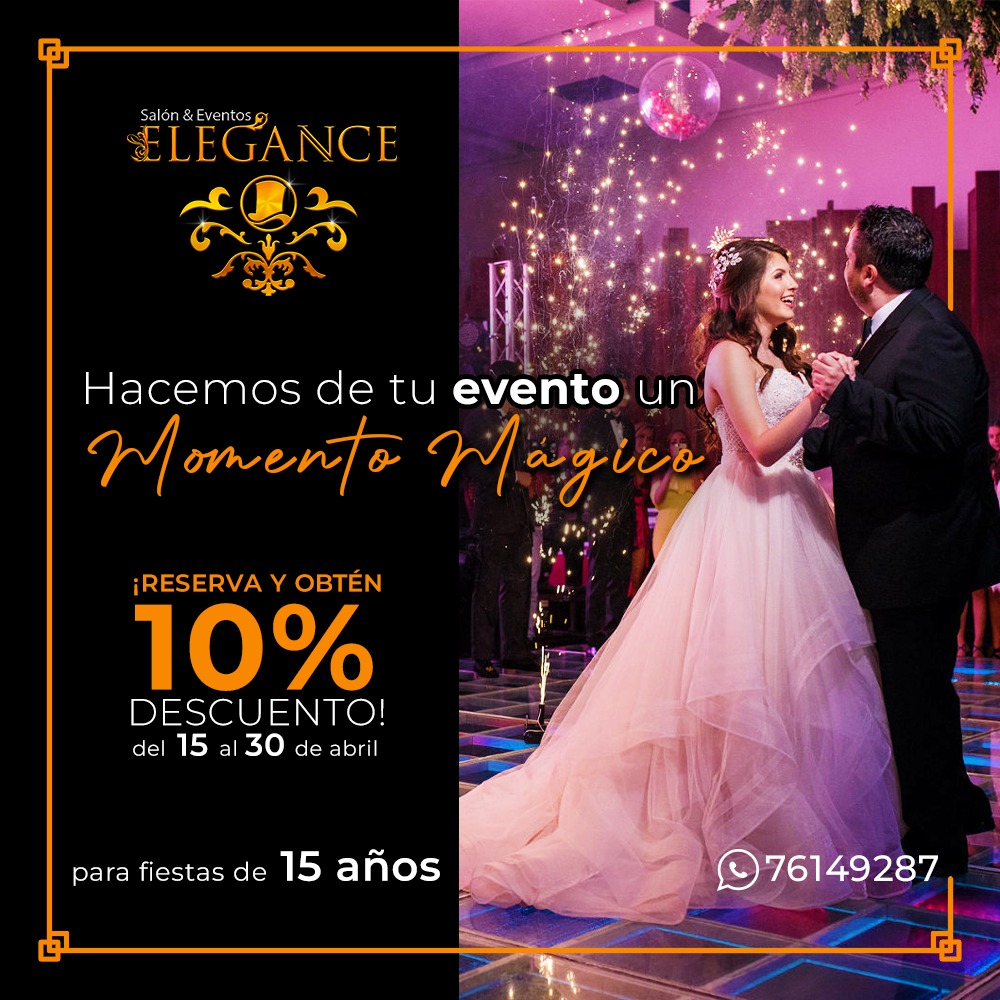 Salón & Eventos
ELEGANCE
Hacemos de tu evento un
Momento Mágico
¡RESERVA Y OBTÉN
10%
DESCUENTO!
del 15 al 30 de abril
para fiestas de 15 años
76149287